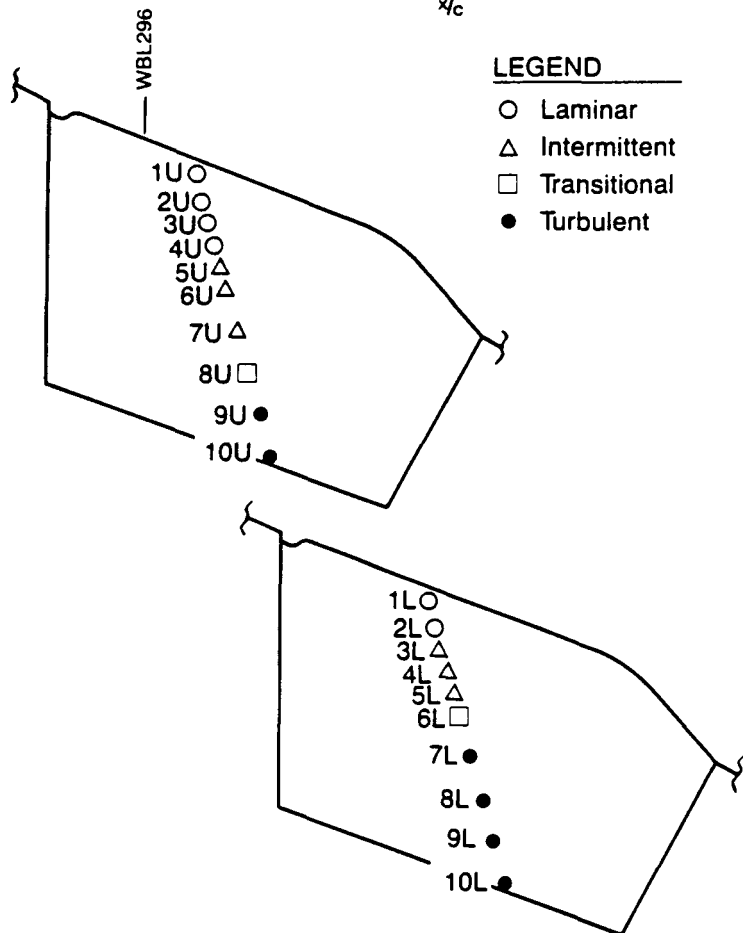 x/c
WBL296
LEGEND
Laminar
Intermittent
Transitional
Turbulent
1U
2U
3U
4U
5U
6U
7U
8U
9U
10U
1L
2L
3L
4L
5L
6L
7L
8L
9L
10L